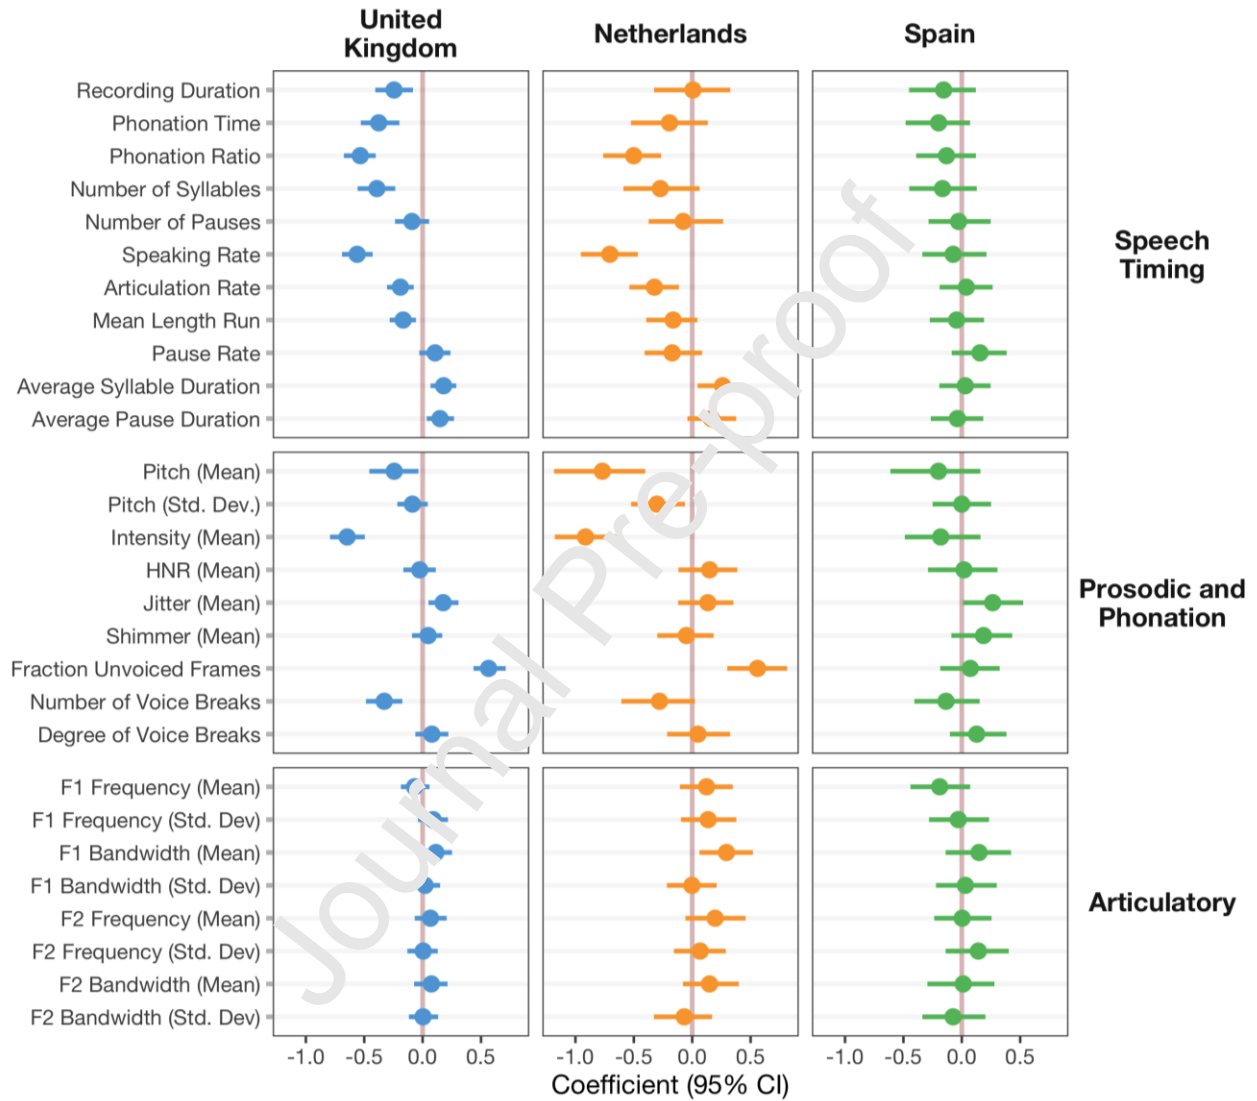 United
Kingdom
Netherlands
Spain
Recording Duration
Phonation Time
Phonation Ratio
Number of Syllables
Number of Pauses
Speaking Rate
Articulation Rate
Mean Length Run
Pause Rate
Average Syllable Duration
Average Pause Duration
Speech
Timing
Pitch (Mean)
Pitch (Std. Dev.)
Intensity (Mean)
HNR (Mean)
Jitter (Mean)
Shimmer (Mean)
Fraction Unvoiced Frames
Number of Voice Breaks
Degree of Voice Breaks
Prosodic and
Phonation
F1 Frequency (Mean)
F1 Frequency (Std. Dev)
F1 Bandwidth (Mean)
F1 Bandwidth (Std. Dev)
F2 Frequency (Mean)
F2 Frequency (Std. Dev)
F2 Bandwidth (Mean)
F2 Bandwidth (Std. Dev)
Articulatory
-1.0 -0.5 0.0 0.5 -1.0 -0.5 0.0 0.5 -1.0 -0.5 0.0 0.5
Coefficient (95% CI)
Journal Pre-proof